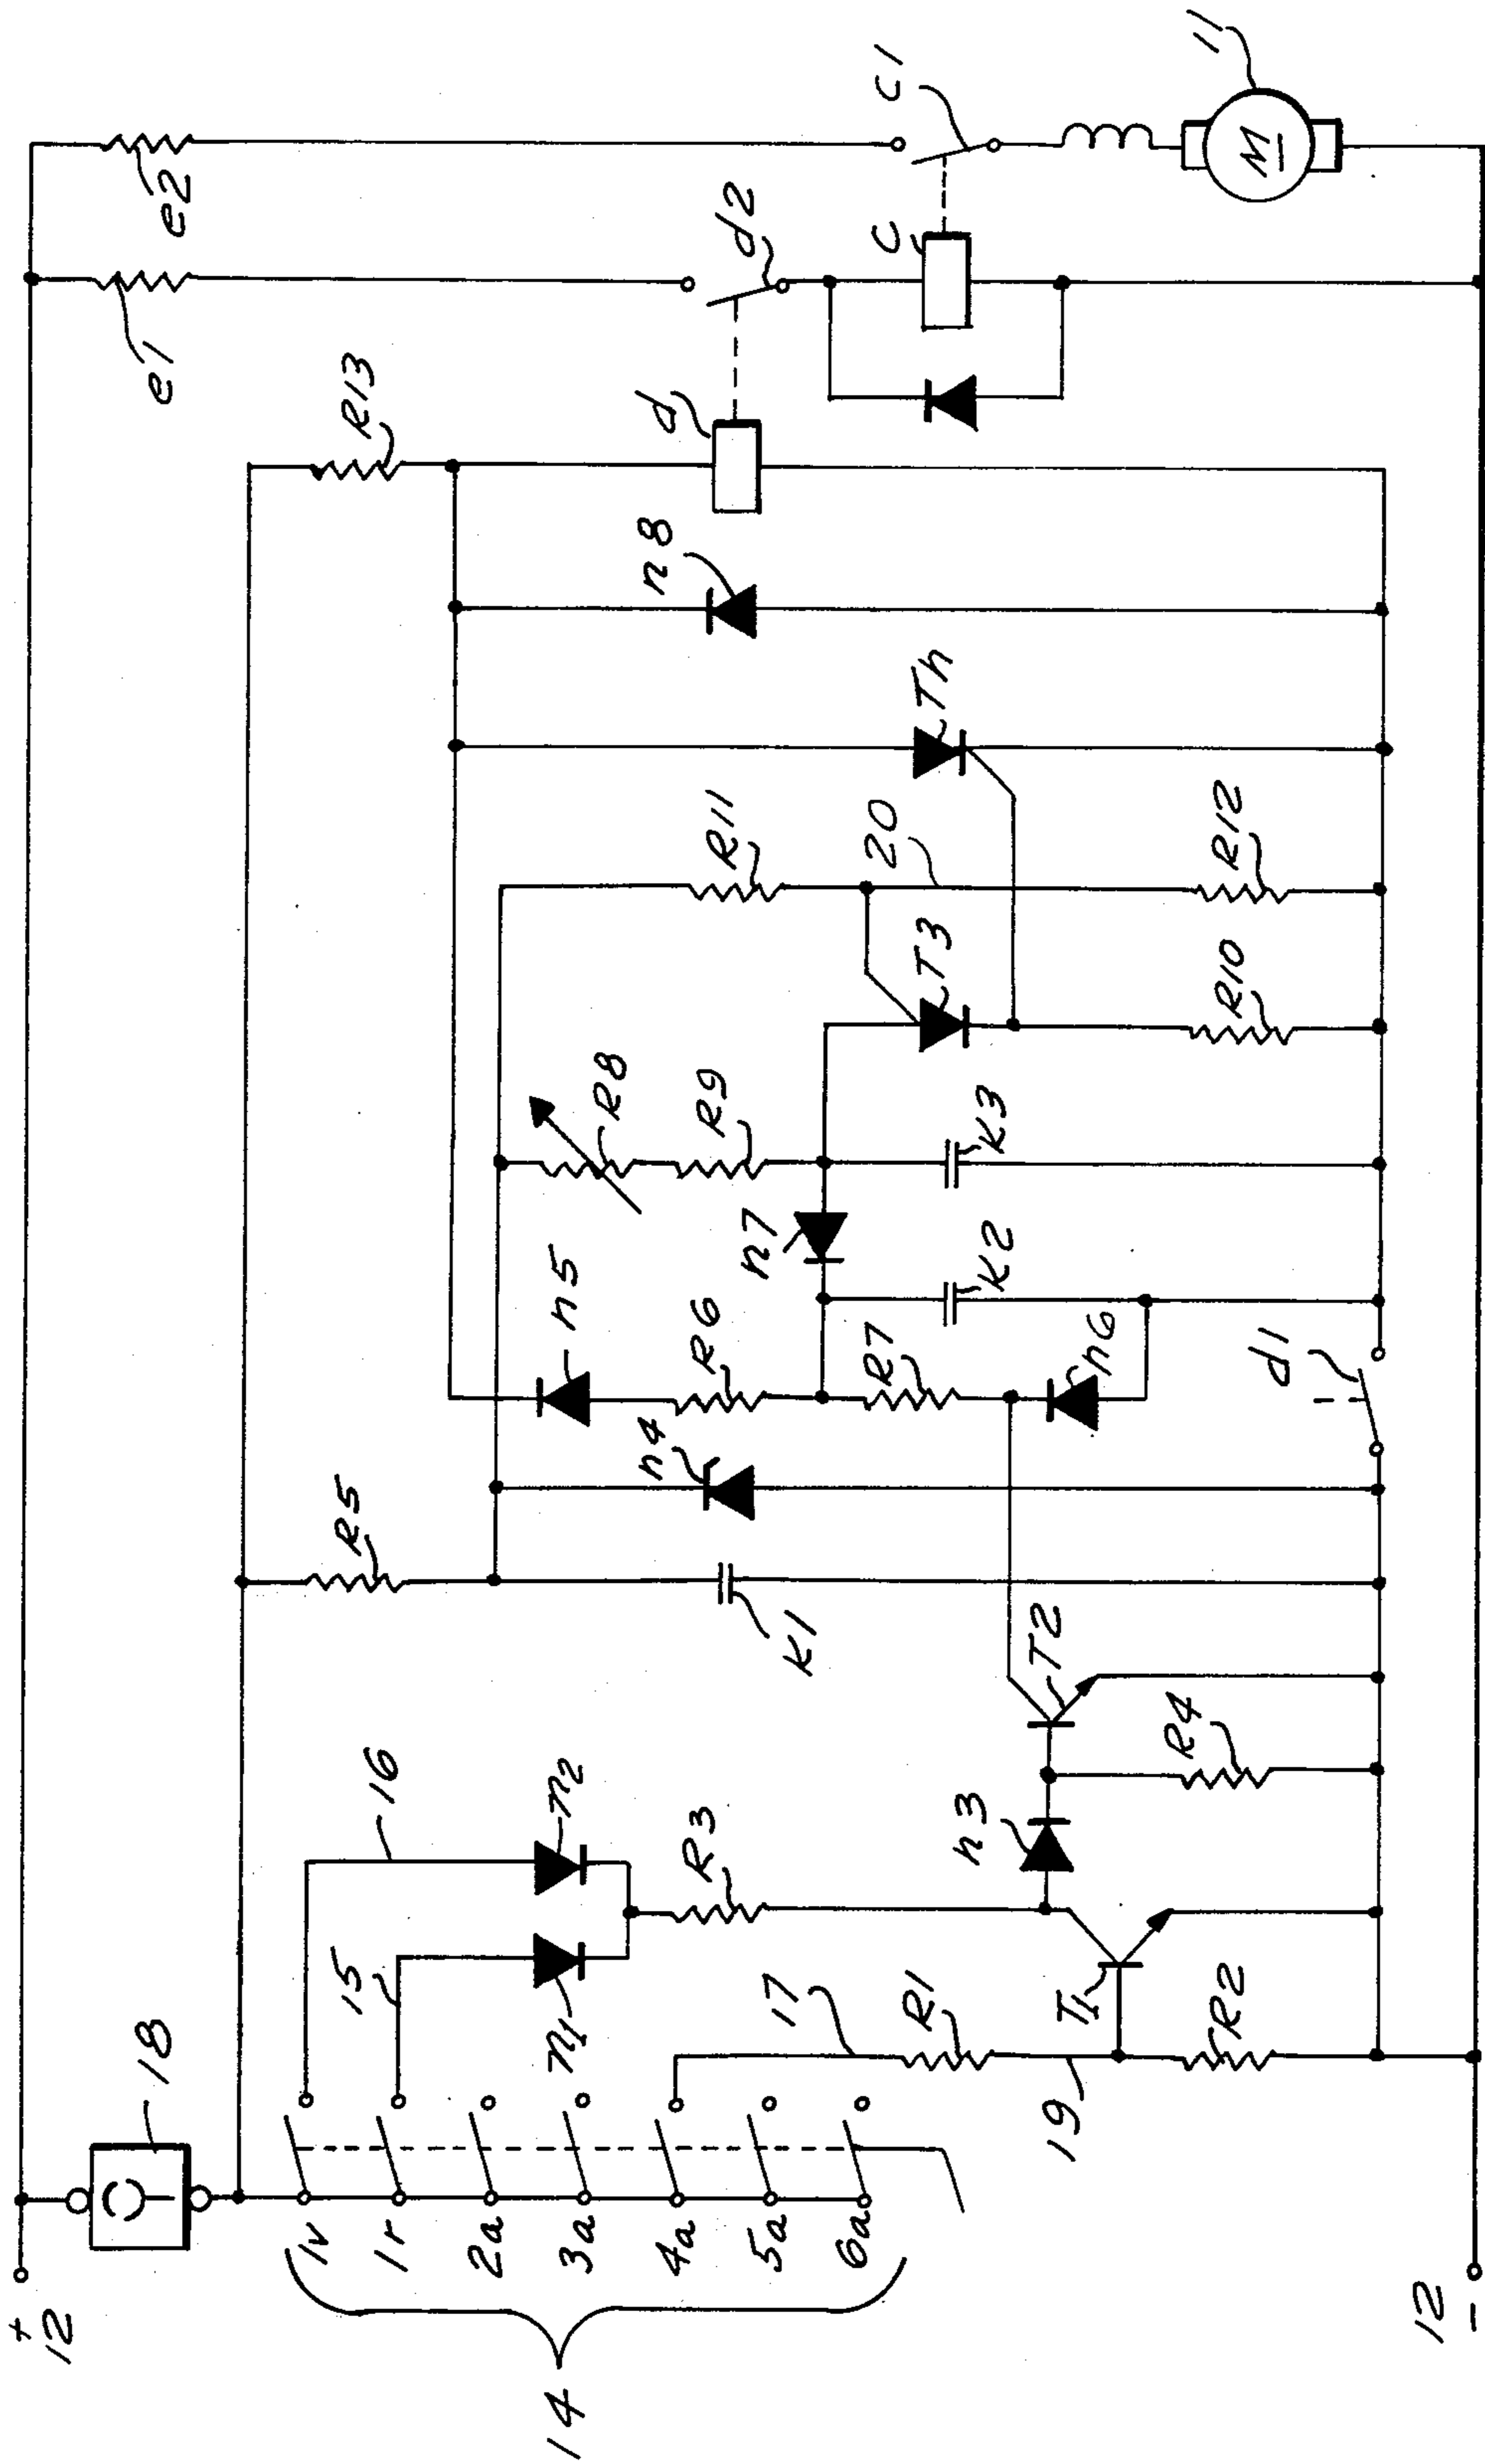 +
12
18
14
1v
1r
2a
3a
4a
5a
6a
15
16
n1
n2
17
R1
19
T1
R2
R3
n3
R4
T2
R5
K1
n4
n5
R6
R7
n6
d1
n7
K2
R8
R9
K3
T3
R10
R11
20
R12
Th
n8
R13
d
e1
d2
c
e2
c1
M
11
12
-